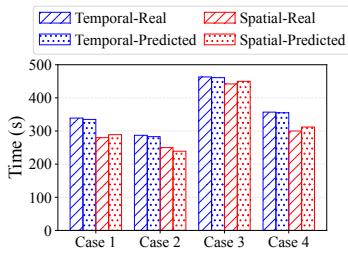 Temporal-Real
Spatial-Real
Temporal-Predicted
Spatial-Predicted
Time (s)
500
400
300
200
100
0
Case 1
Case 2
Case 3
Case 4